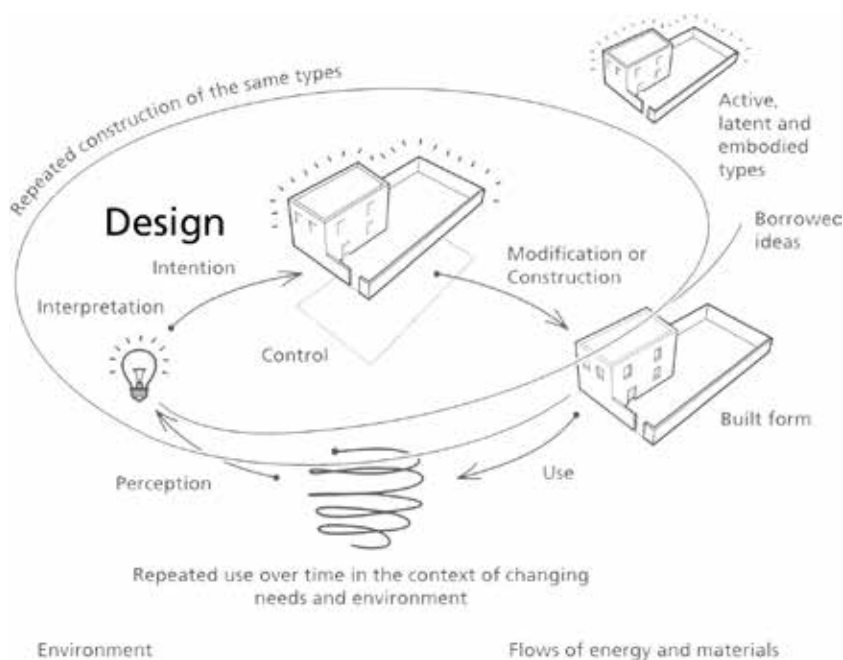 Repeated construction of the same types
Active,
latent and
embodied
types
Design
Borrowed
ideas
Intention
Modification or
Construction
Interpretation
Control
Built form
Perception
Use
Repeated use over time in the context of changing
needs and environment
Environment
Flows of energy and materials